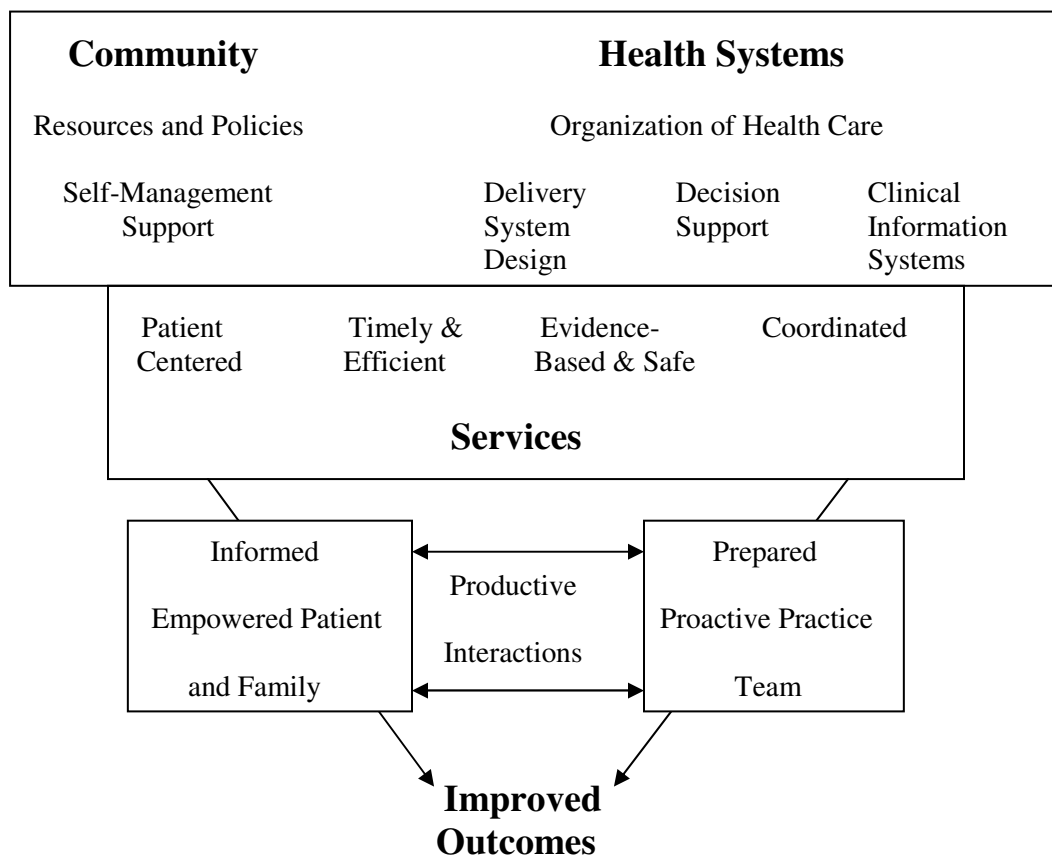 Community
Health Systems
Resources and Policies
Organization of Health Care
Self-Management
Support
Delivery
System
Design
Decision
Support
Clinical
Information
Systems
Patient
Centered
Timely &
Efficient
Evidence-
Based & Safe
Coordinated
Services
Informed
Empowered Patient
and Family
Productive
Interactions
Prepared
Proactive Practice
Team
Improved
Outcomes